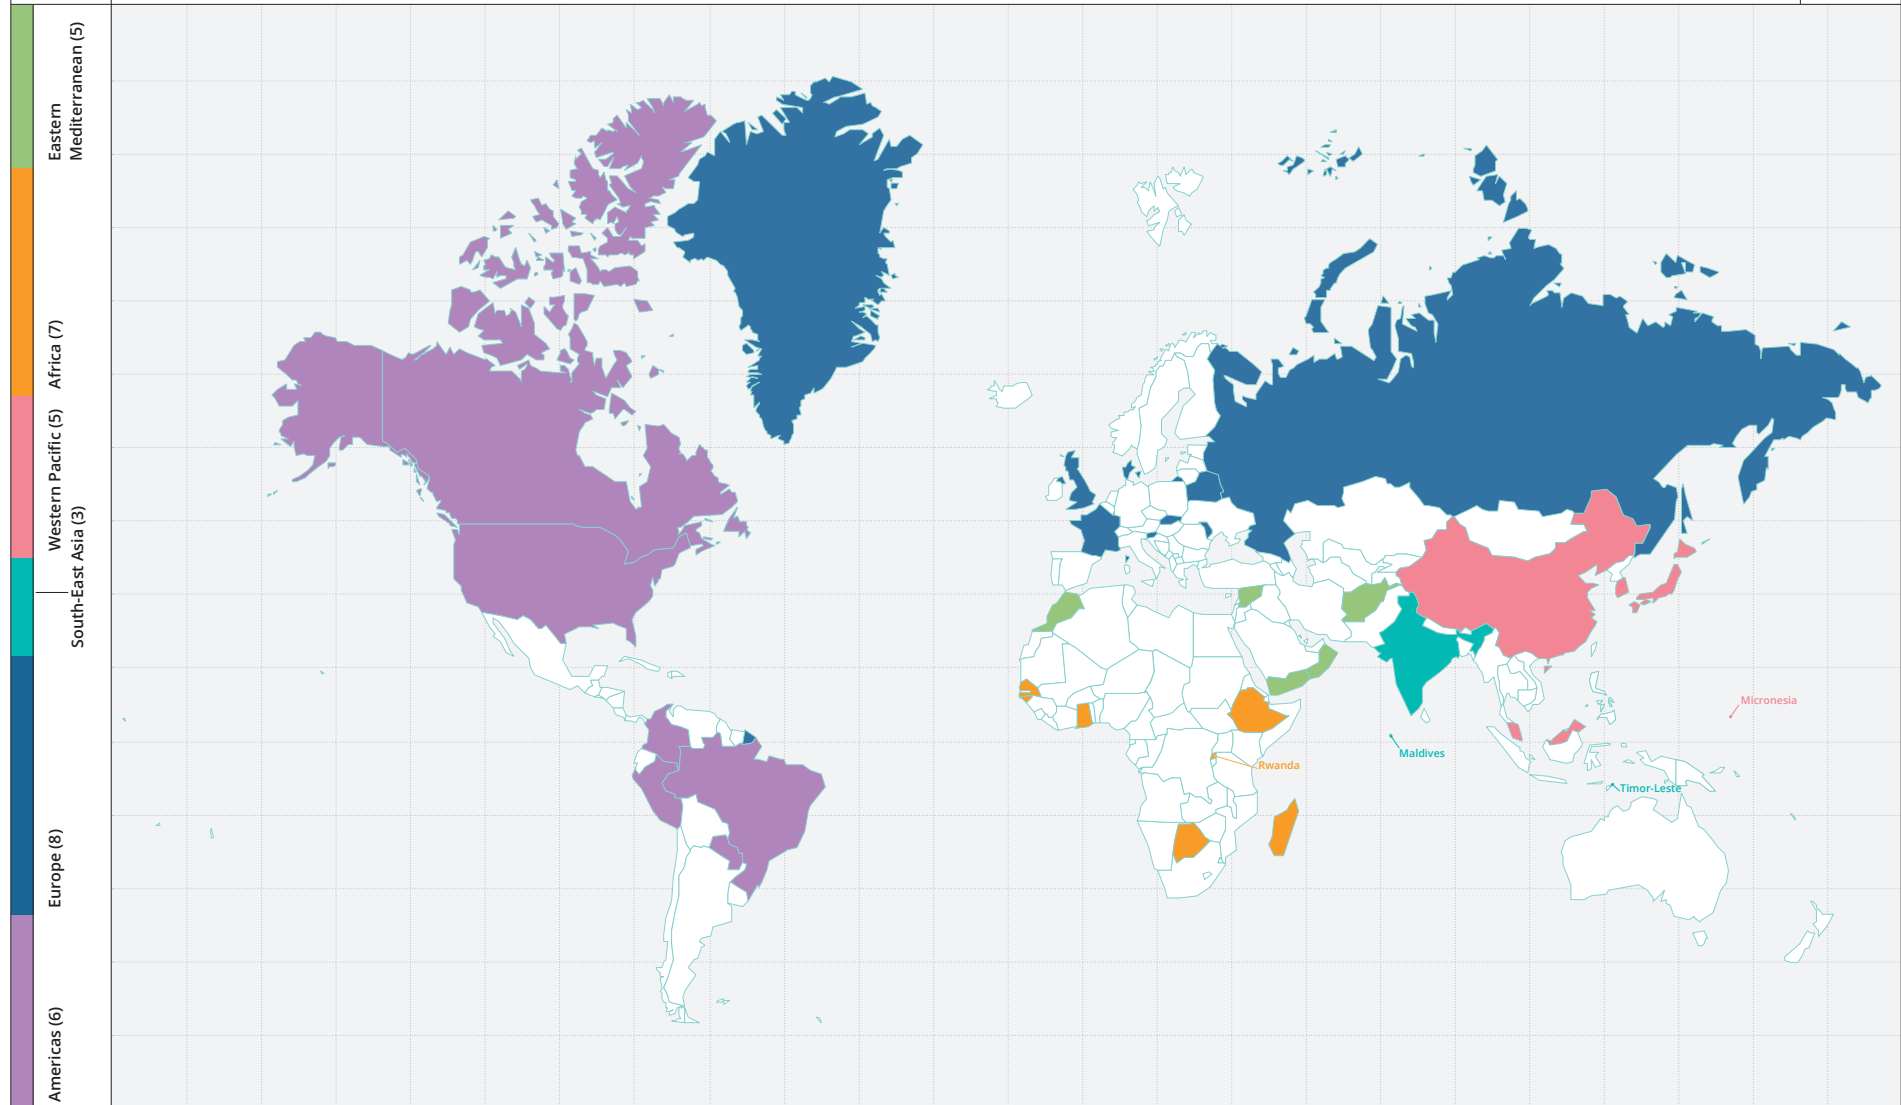 Eastern
Mediterranean (5)
Africa (7)
Western Pacific (5)
South-East Asia (3)
Europe (8)
Americas (6)
Micronesia
Maldives
Rwanda
Timor-Leste